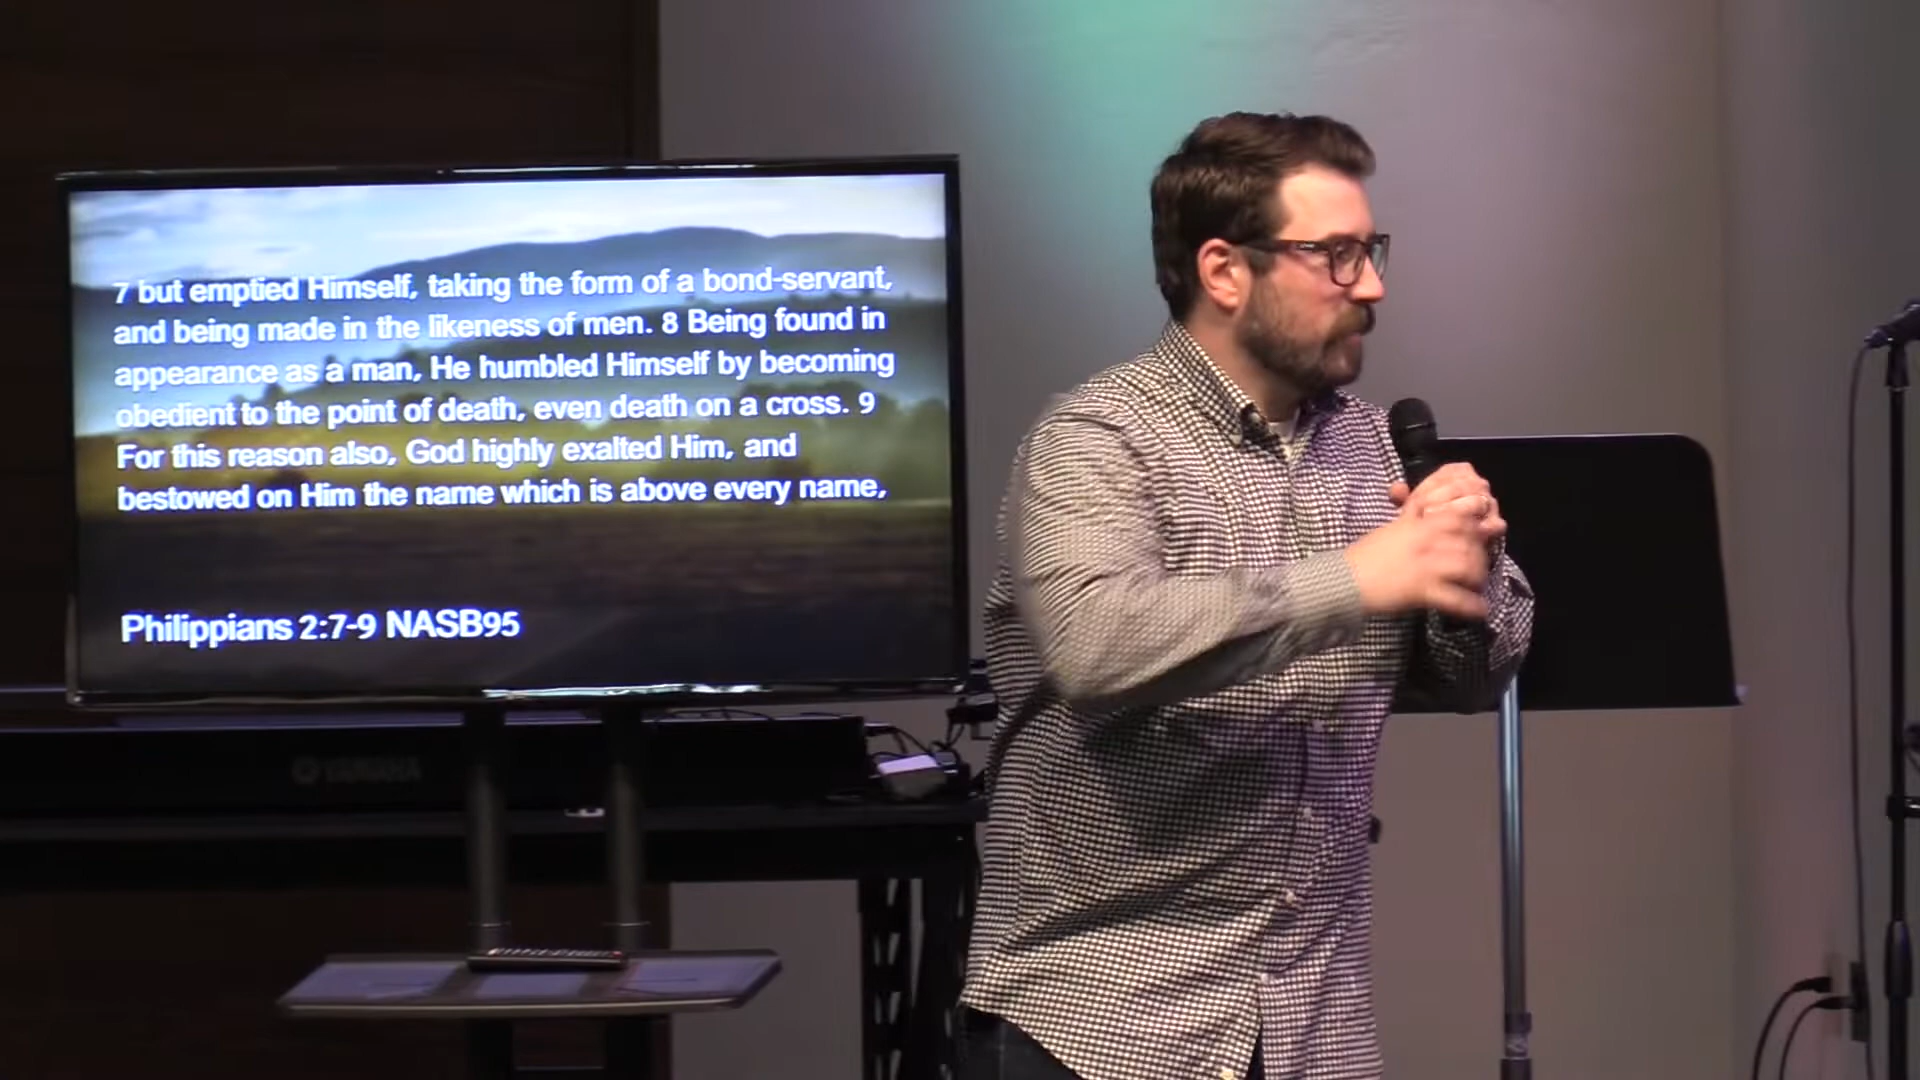 7 but emptied Himself, taking the form of a bond-servant,
and being made in the likeness of men. 8 Being found in
appearance as a man, He humbled Himself by becoming
obedient to the point of death, even death on a cross. 9
For this reason also, God highly exalted Him, and
bestowed on Him the name which is above every name,
Philippians 2:7-9 NASB95
YAMAHA